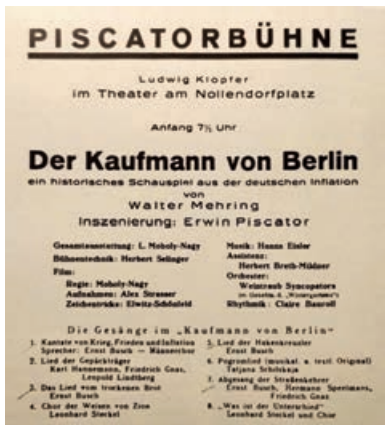 PISCATORBÜHNE
Ludwig Klopfer
im Theater am Nollendorfplatz
Anfang 7½ Uhr
Der Kaufmann von Berlin
ein historisches Schauspiel aus der deutschen Inflation
von
Walter Mehring
Inszenierung: Erwin Piscator
Gesamtausstattung: L. Moholy-Nagy
Bühnentechnik: Herbert Selinger
Film:
Regie: Moholy-Nagy
Aufnahmen: Alex Strasser
Zeichentricks:
Musik: Hanns Eisler
Assistenz:
Herbert Breth-Mildner
Orchester:
Weintraub Syncopators
Rhythmik: Claire Bauroff
Die Gesänge im „Kaufmann von Berlin"
1. Kantate von Krieg, Frieden und Inflation
Sprecher: Ernst Busch — Männerchor
2. Lied der Gepäckträger
Karl Hannemann, Friedrich Gnas,
Leopold Lindtberg
3. Das Lied vom trockenen Brot
Ernst Busch
4. Chor der Weisen von Zion
Leonhard Steckel
5. Lied der Hakenkreuzler
Ernst Busch
6. Pogromlied (musikal. u. textl. Original)
Tatjana
7. Abgesang der Straßenkehrer
Ernst Busch, Hermann Speelmans,
Friedrich Gnas
8. „Was ist der Unterschied"
Leonhard Steckel und Chor